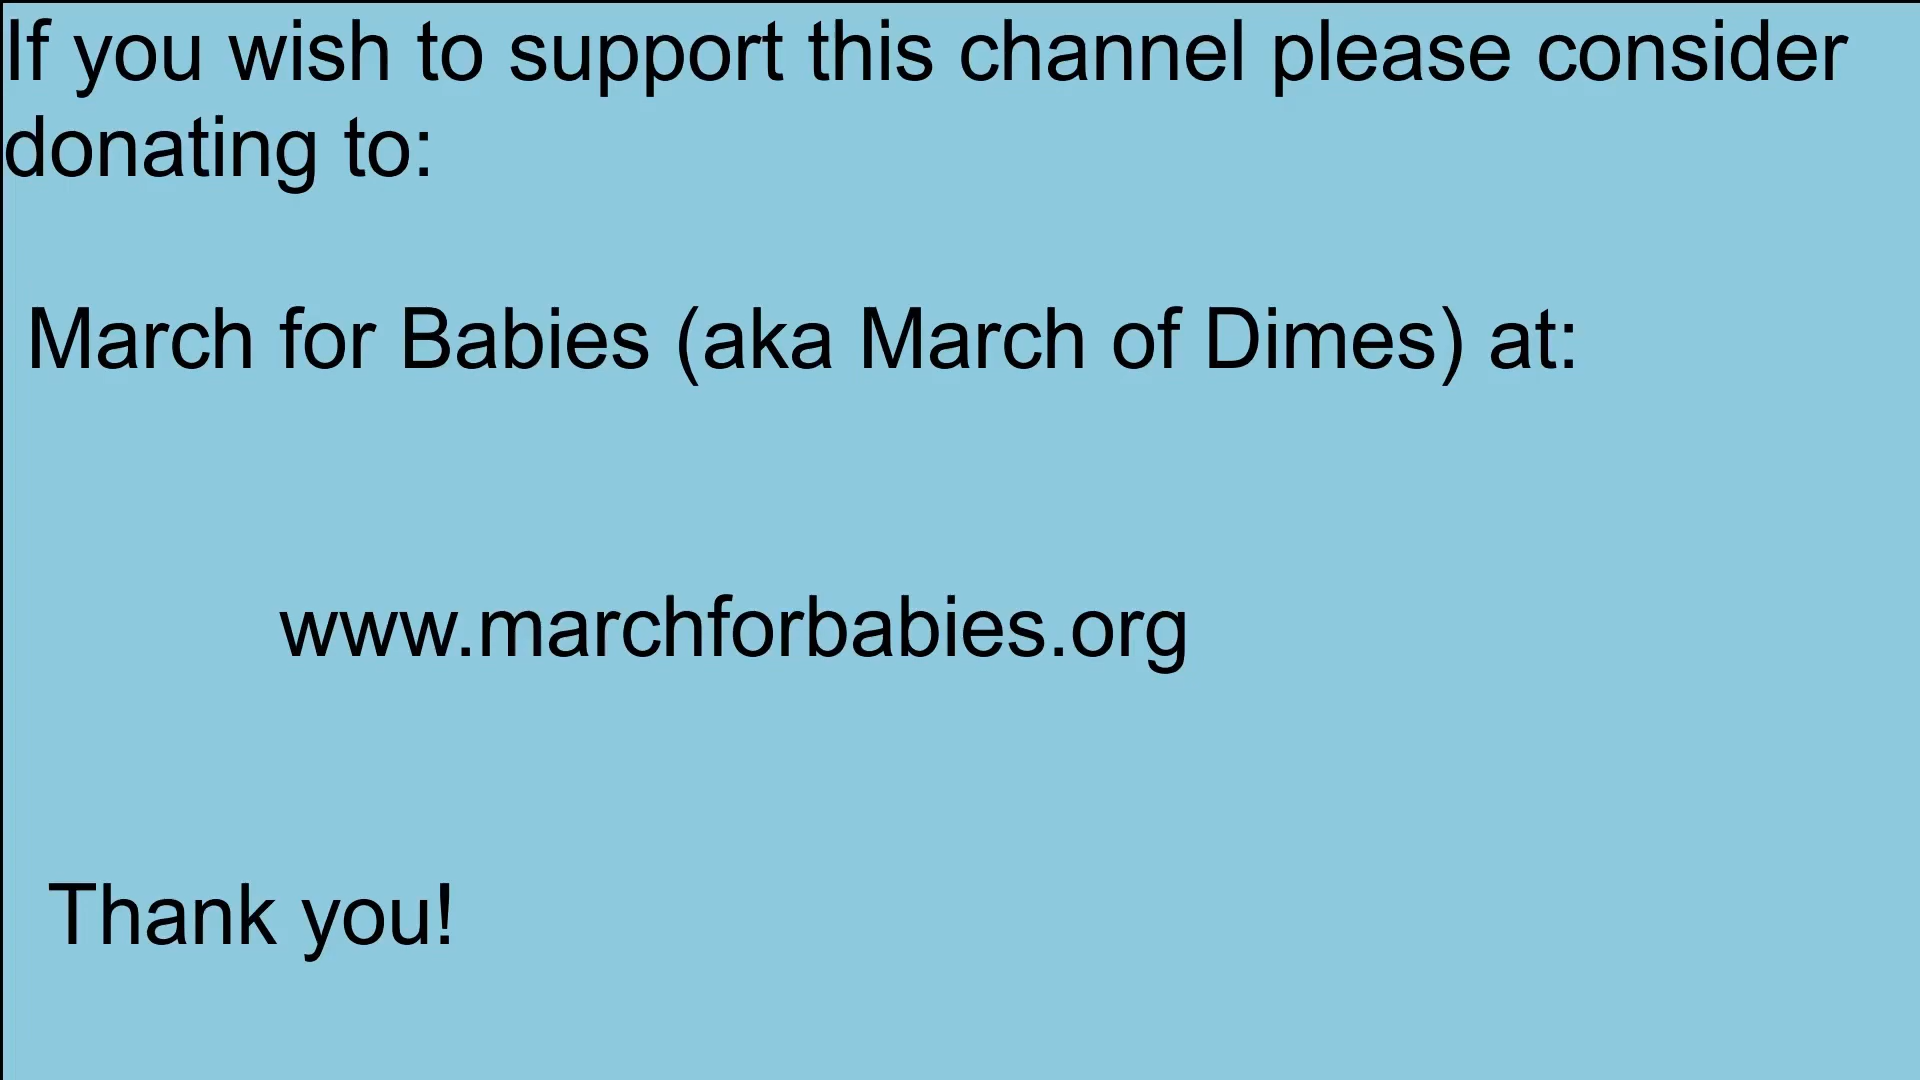 If you wish to support this channel please consider
donating to:
March for Babies (aka March of Dimes) at:
www.marchforbabies.org
Thank you!